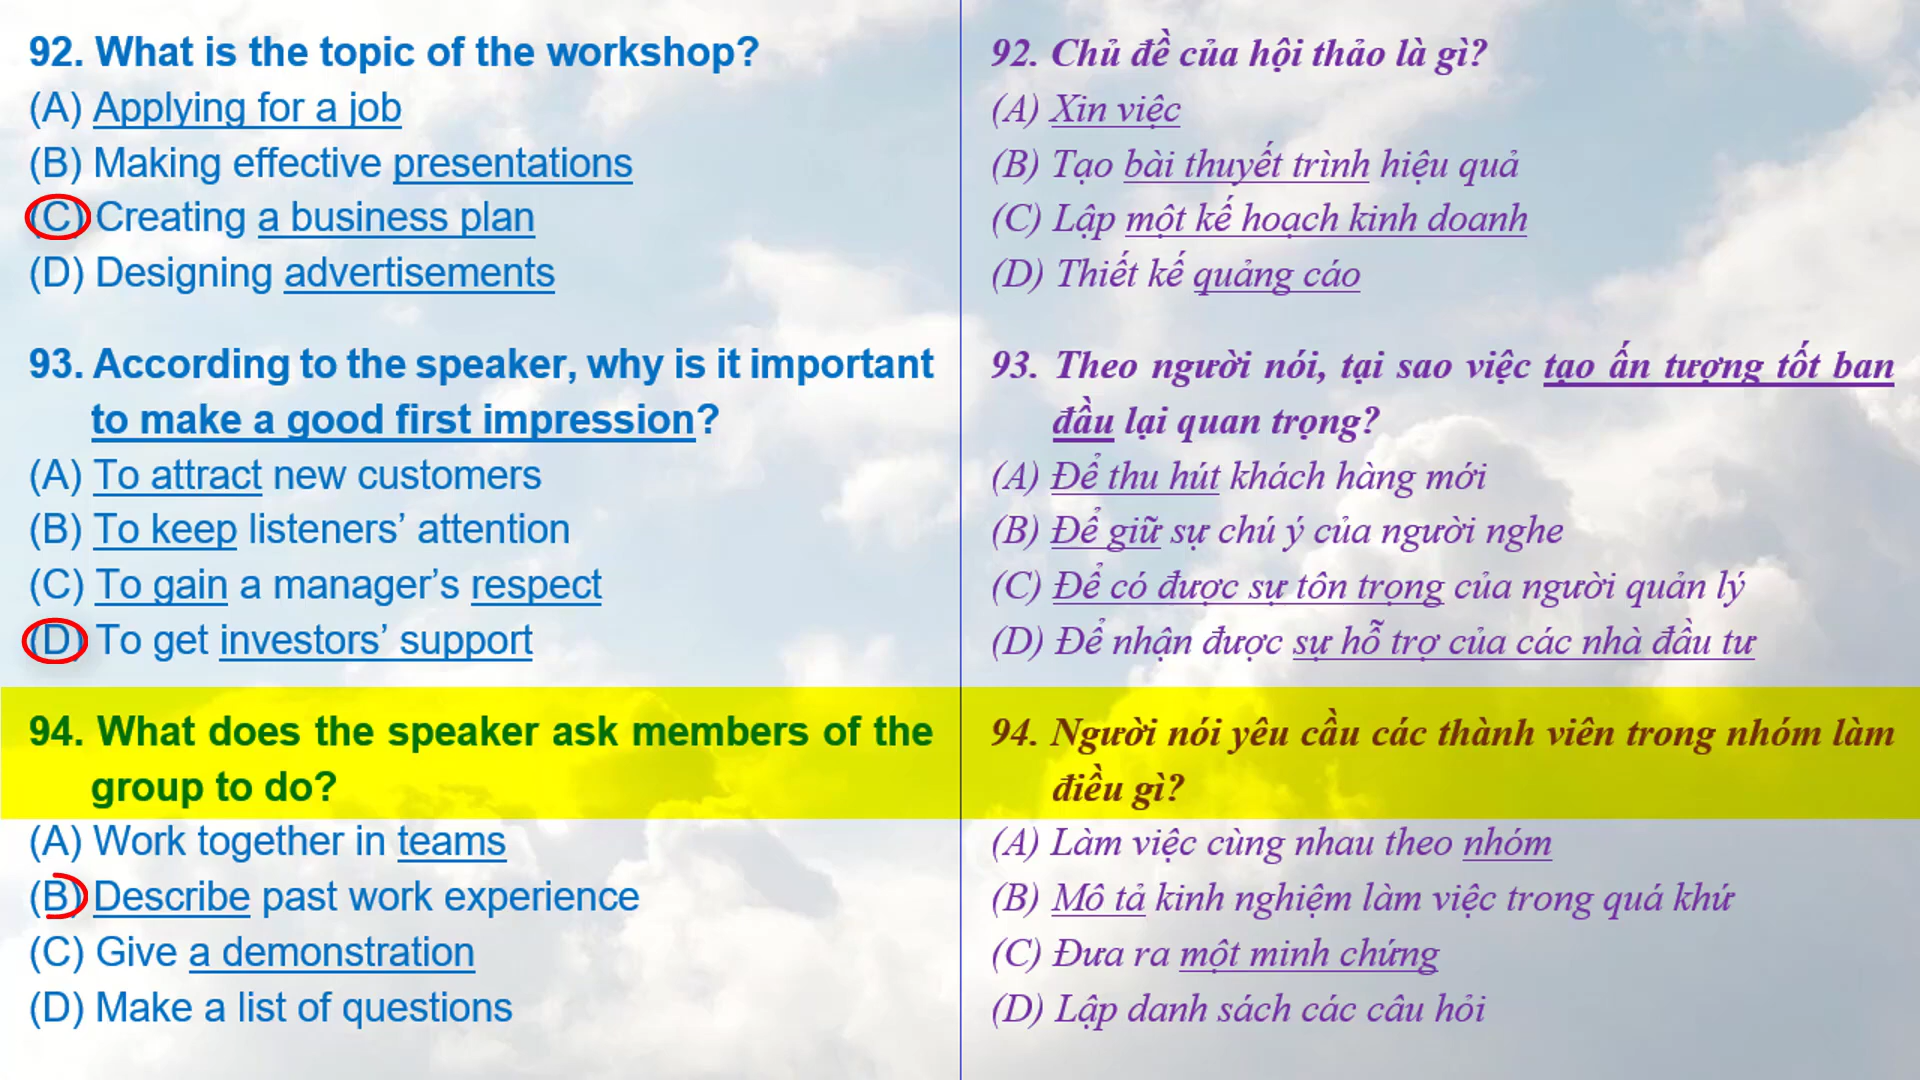 92. What is the topic of the workshop?
(A) Applying for a job
(B) Making effective presentations
(C) Creating a business plan
(D) Designing advertisements
93. According to the speaker, why is it important
to make a good first impression?
(A) To attract new customers
(B) To keep listeners’ attention
(C) To gain a manager’s respect
(D) To get investors’ support
94. What does the speaker ask members of the
group to do?
(A) Work together in teams
(B) Describe past work experience
(C) Give a demonstration
(D) Make a list of questions
92. Chủ đề của hội thảo là gì?
(A) Xin việc
(B) Tạo bài thuyết trình hiệu quả
(C) Lập một kế hoạch kinh doanh
(D) Thiết kế quảng cáo
93. Theo người nói, tại sao việc tạo ấn tượng tốt ban
đầu lại quan trọng?
(A) Để thu hút khách hàng mới
(B) Để giữ sự chú ý của người nghe
(C) Để có được sự tôn trọng của người quản lý
(D) Để nhận được sự hỗ trợ của các nhà đầu tư
94. Người nói yêu cầu các thành viên trong nhóm làm
điều gì?
(A) Làm việc cùng nhau theo nhóm
(B) Mô tả kinh nghiệm làm việc trong quá khứ
(C) Đưa ra một minh chứng
(D) Lập danh sách các câu hỏi